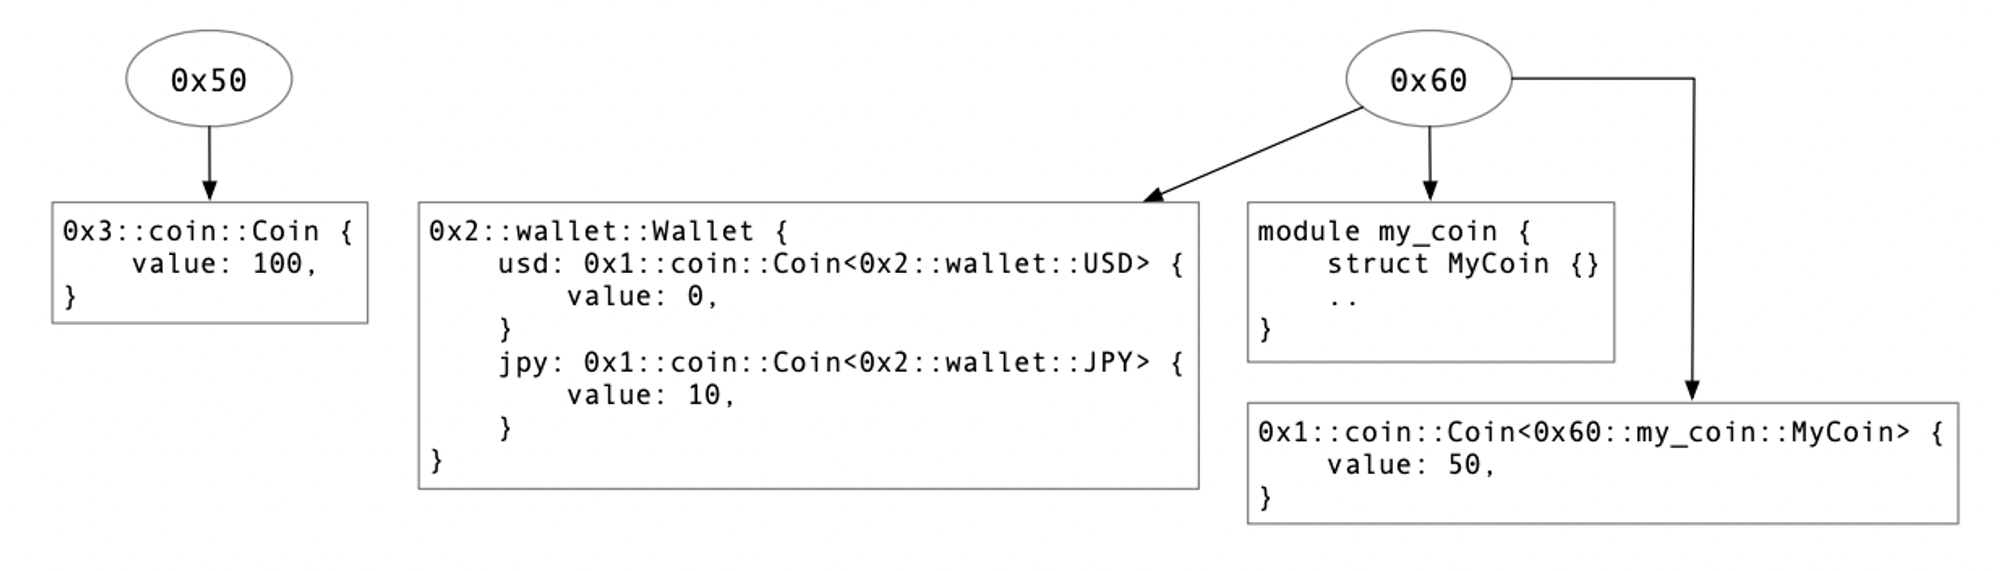 0x50
0x60
0x3::coin::Coin {
    value: 100,
}
0x2::wallet::Wallet {
    usd: 0x1::coin::Coin<0x2::wallet::USD> {
        value: 0,
    }
    jpy: 0x1::coin::Coin<0x2::wallet::JPY> {
        value: 10,
    }
}
module my_coin {
    struct MyCoin {}
    ..
}
0x1::coin::Coin<0x60::my_coin::MyCoin> {
    value: 50,
}